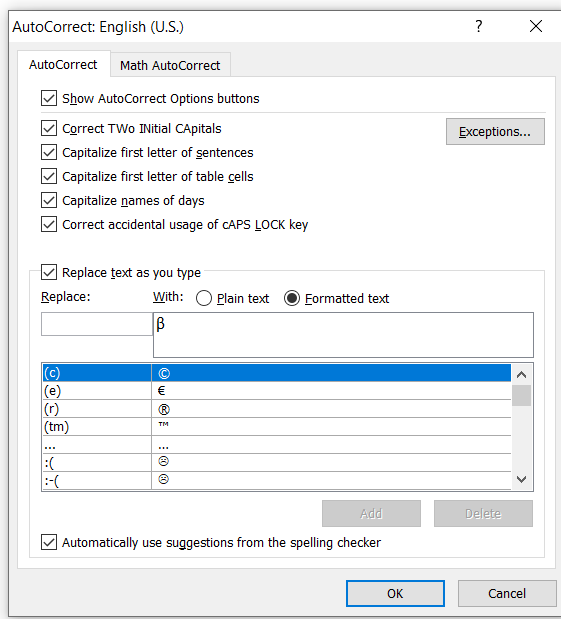 AutoCorrect: English (U.S.) ?
AutoCorrect Math AutoCorrect
Show AutoCorrect Options buttons
Correct TWo INitial CApitals Exceptions...
Capitalize first letter of sentences
Capitalize first letter of table cells
Capitalize names of days
Correct accidental usage of cAPS LOCK key
Replace text as you type
Replace: With: Plain text Formatted text
β
(c) ©
(e) €
(r) ®
(tm) ™
... ...
:( ☹
:-( ☹
Add Delete
Automatically use suggestions from the spelling checker
OK Cancel